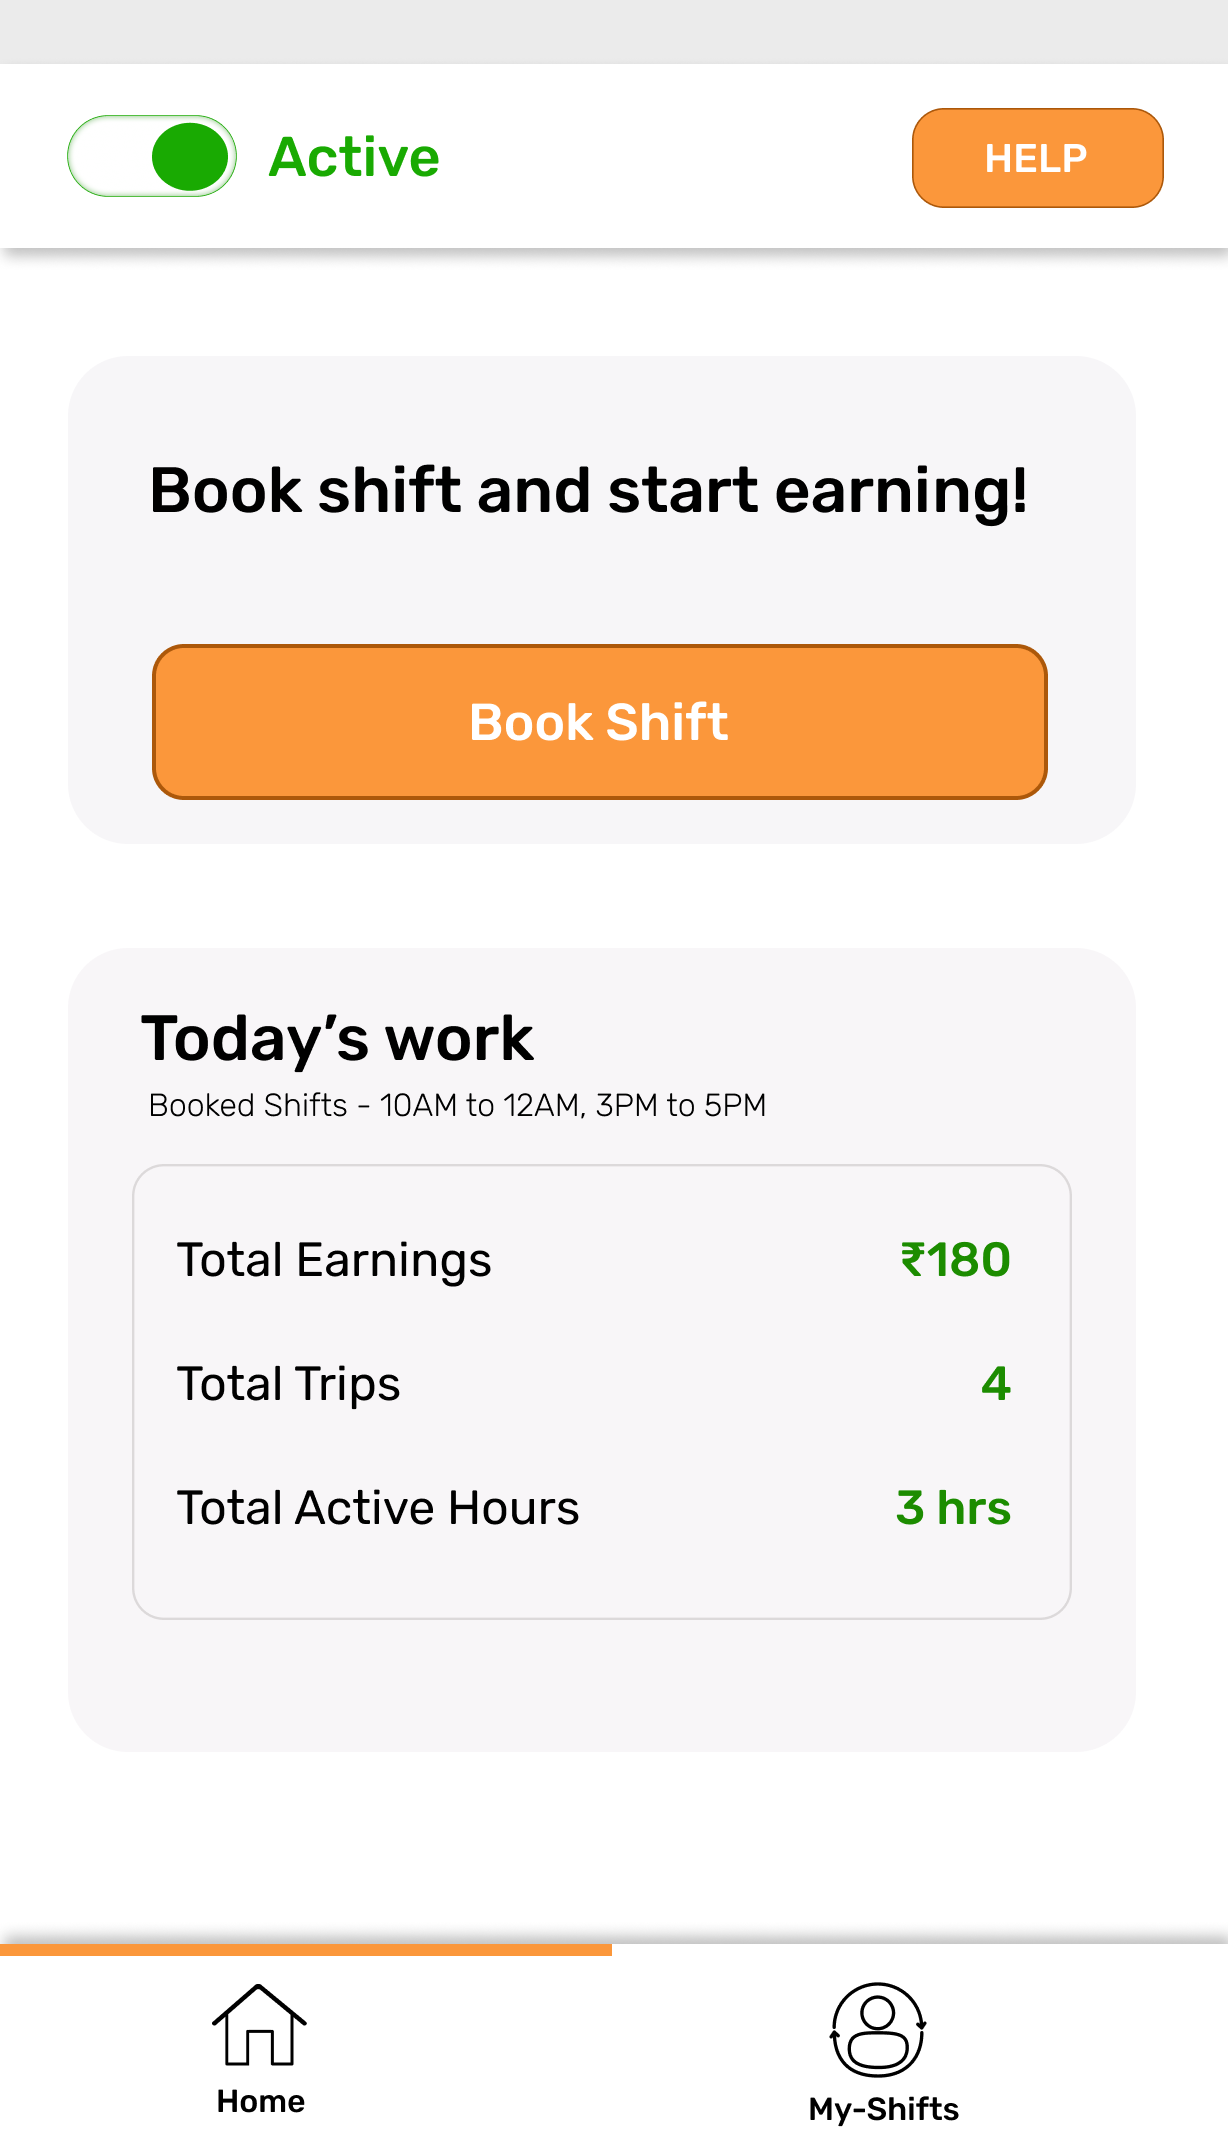 Active
HELP
Book shift and start earning!
Book Shift
Today’s work
Booked Shifts - 10AM to 12AM, 3PM to 5PM
Total Earnings ₹180
Total Trips 4
Total Active Hours 3 hrs
Home
My-Shifts